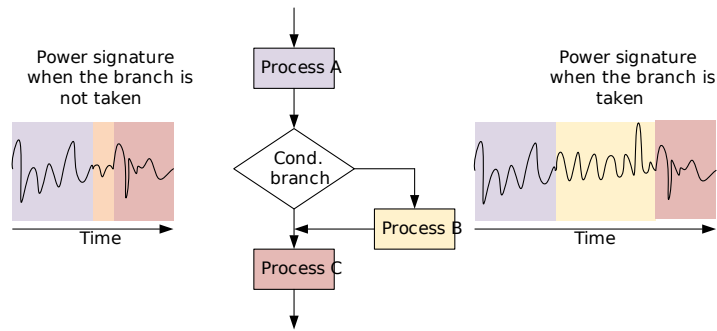 Power signature
when the branch is
not taken
Time
Process A
Cond.
branch
Process B
Process C
Power signature
when the branch is
taken
Time